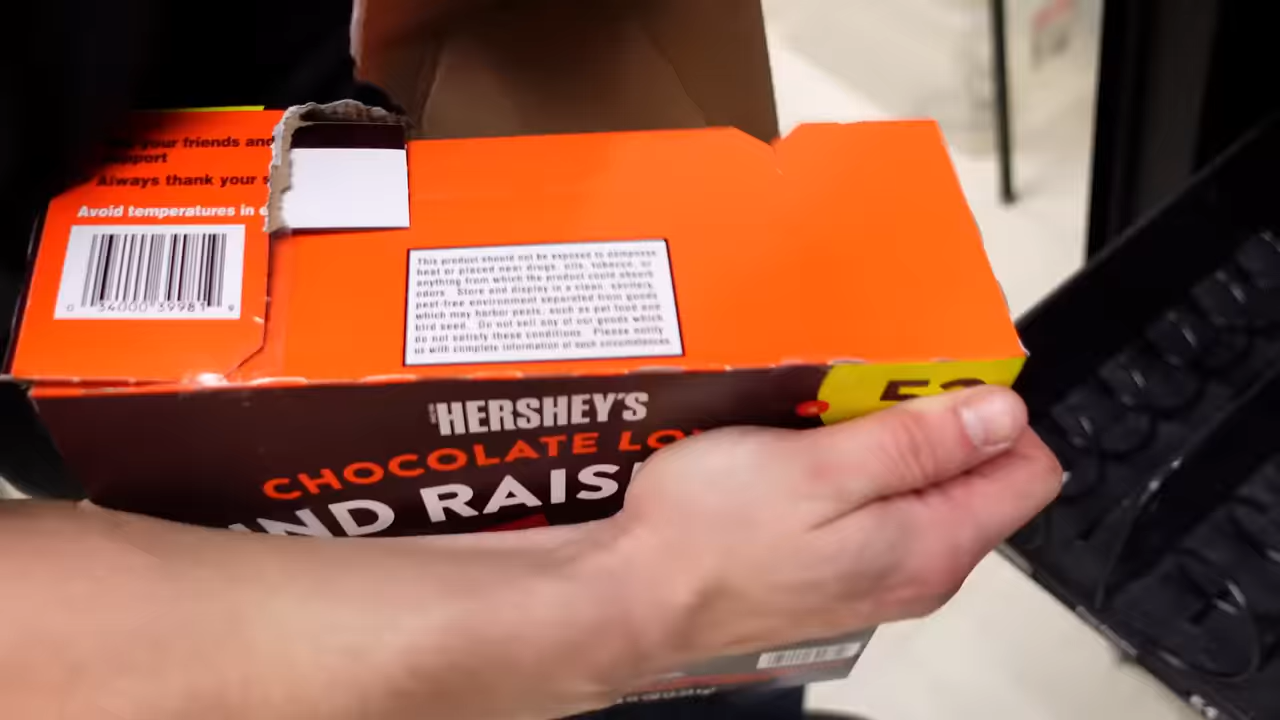 your friends and
support
Always thank your s
Avoid temperatures in e
0 34000 39981 9
This product should not be exposed to
heat or placed near drugs, oils, tobacco, or
anything from which the product could absorb
odors. Store and display in a clean, sanitary,
pest-free environment separated from goods
which may harbor pests, such as pet food and
bird seed. Do not sell any of our goods which
do not satisfy these conditions. Please notify
us with complete information of such circumstances.
HERSHEY'S
CHOCOLATE LO
ND RAIS
52